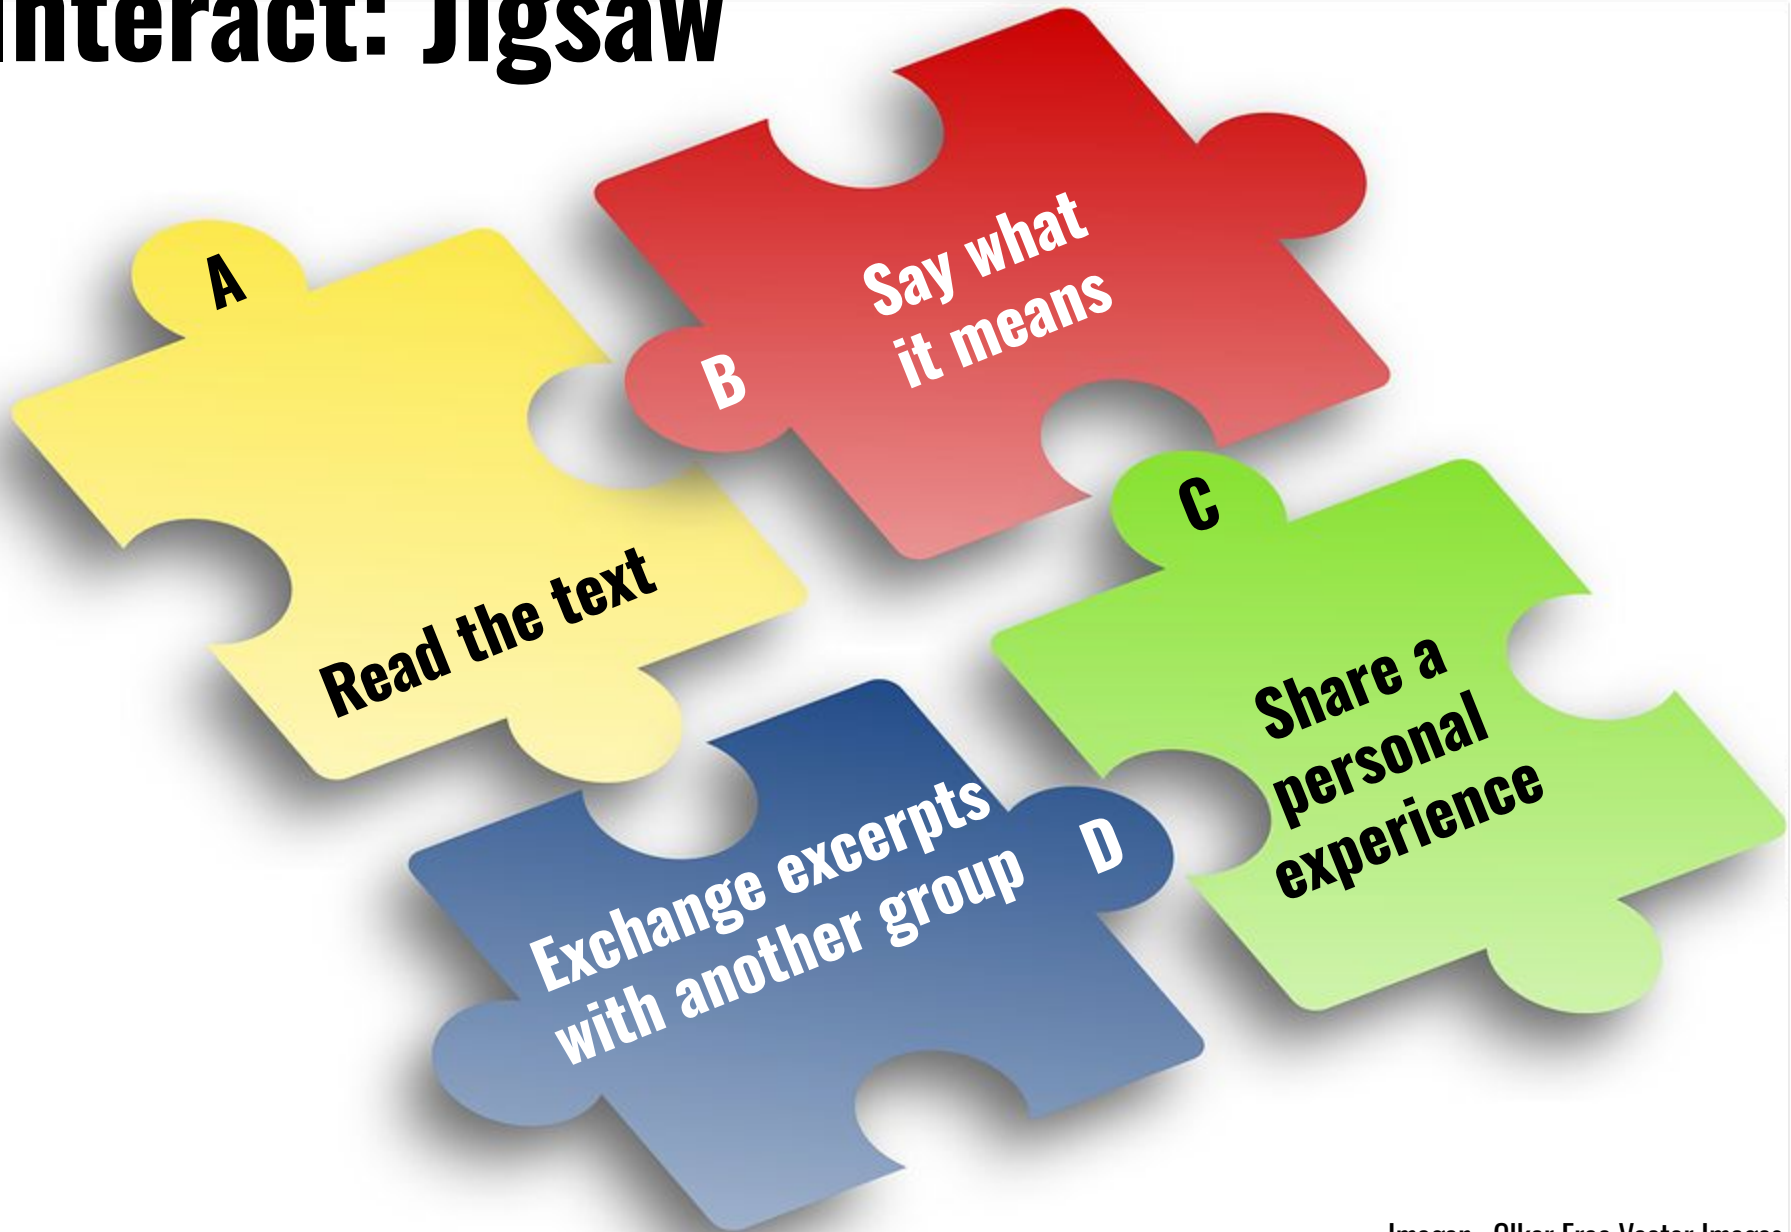 Interact: Jigsaw
A
Read the text
B
Say what
it means
C
Share a
personal
experience
D
Exchange excerpts
with another group